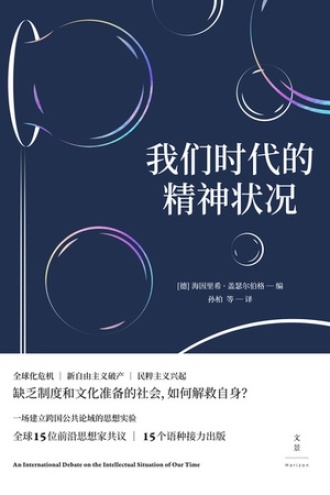 我们时代的
精神状况
[德] 海因里希·盖瑟尔伯格 — 编
孙柏 等 — 译
全球化危机 | 新自由主义破产 | 民粹主义兴起
缺乏制度和文化准备的社会，如何解救自身？
一场建立跨国公共论域的思想实验
全球15位前沿思想家共议 | 15个语种接力出版
An International Debate on the Intellectual Situation of Our Time
文景
Horizon